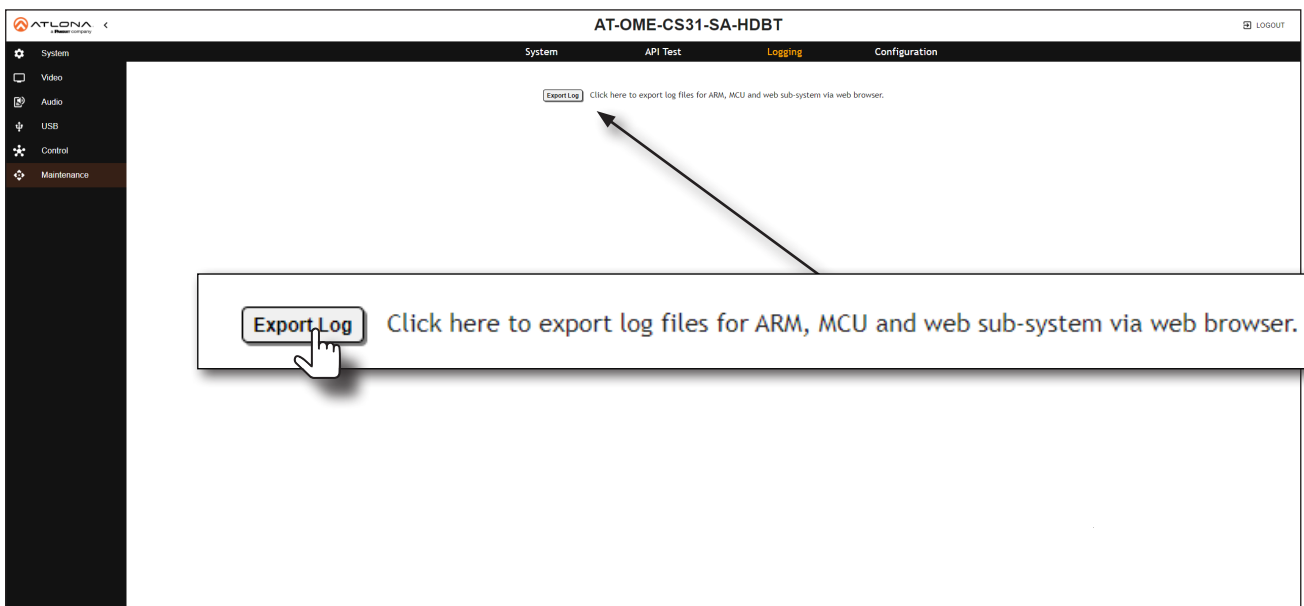 ATLONA
a Panduit company
AT-OME-CS31-SA-HDBT
LOGOUT
System
Video
Audio
USB
Control
Maintenance
System API Test Logging Configuration
Export Log Click here to export log files for ARM, MCU and web sub-system via web browser.
Export Log Click here to export log files for ARM, MCU and web sub-system via web browser.